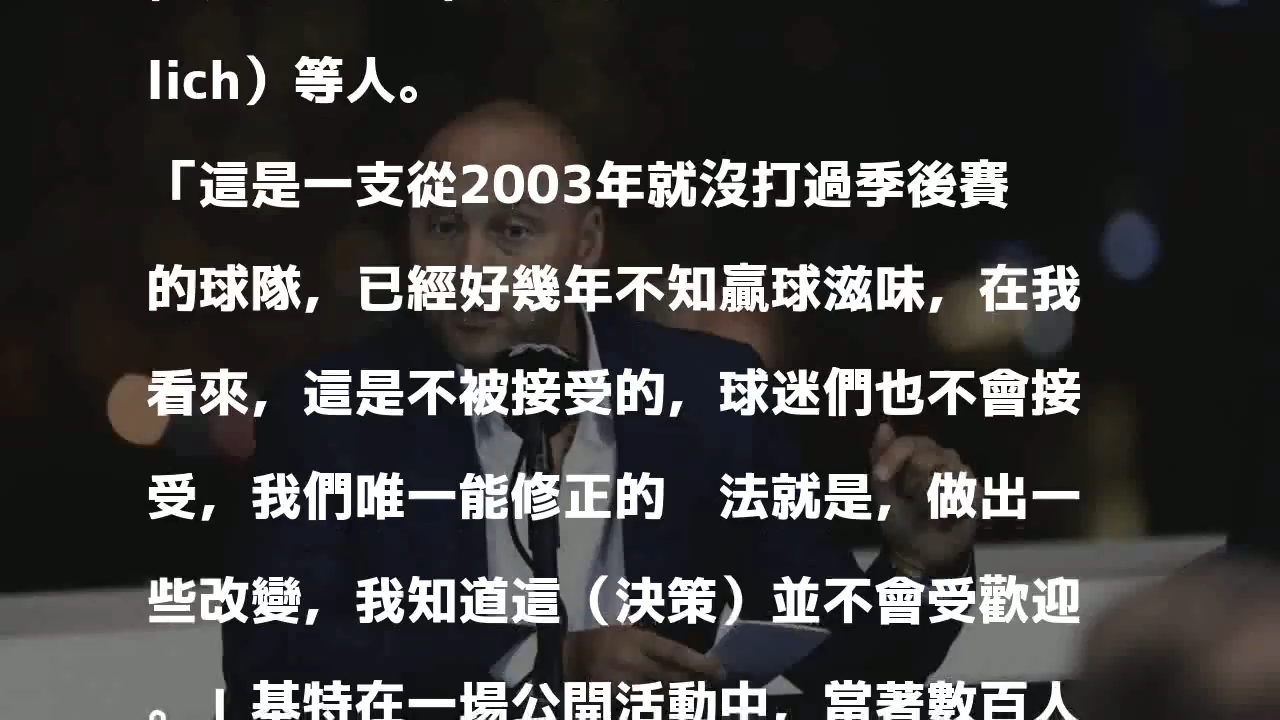 lich）等人。
「這是一支從2003年就沒打過季後賽
的球隊，已經好幾年不知贏球滋味，在我
看來，這是不被接受的，球迷們也不會接
受，我們唯一能修正的　法就是，做出一
些改變，我知道這（決策）並不會受歡迎
。」基特在一場公開活動中，當著數百人